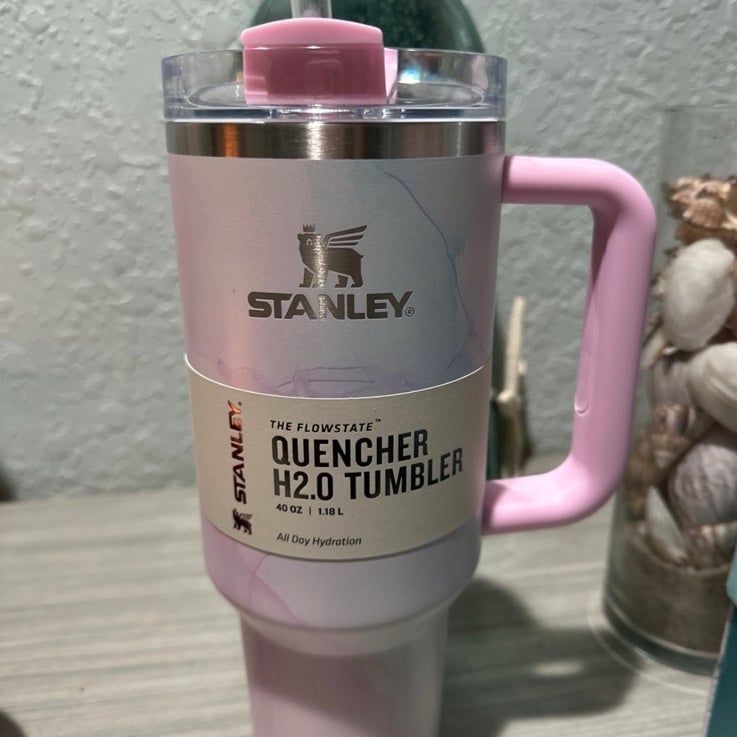 STANLEY®
STANLEY
THE FLOWSTATE™
QUENCHER
H2.0 TUMBLER
40 OZ | 1.18 L
All Day Hydration